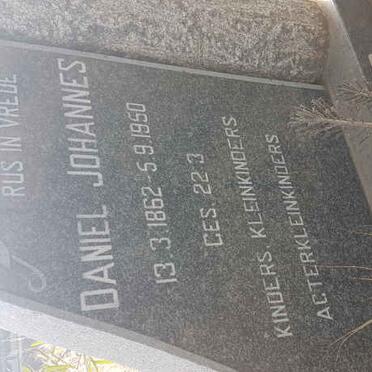 RUS IN VREDE
DANIEL JOHANNES
13.3.1862 - 5.9.1950
GES. 22-3
KINDERS, KLEINKINDERS
AGTERKLEINKINDERS